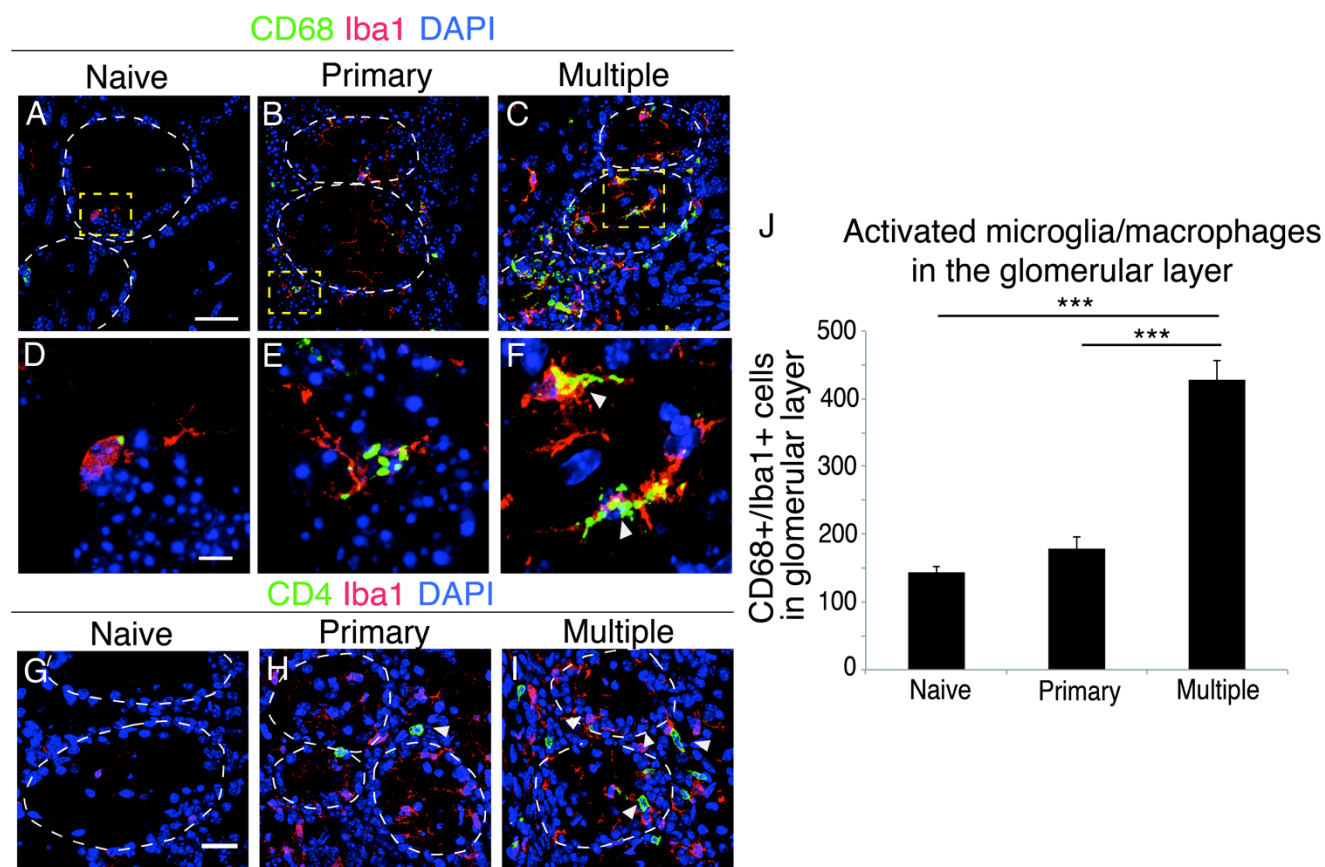 CD68 Iba1 DAPI
Naive Primary Multiple
A B C
D E F
CD4 Iba1 DAPI
Naive Primary Multiple
G H I
J
Activated microglia/macrophages
in the glomerular layer
***
***
CD68+/Iba1+ cells
in glomerular layer
500
400
300
200
100
0
Naive Primary Multiple